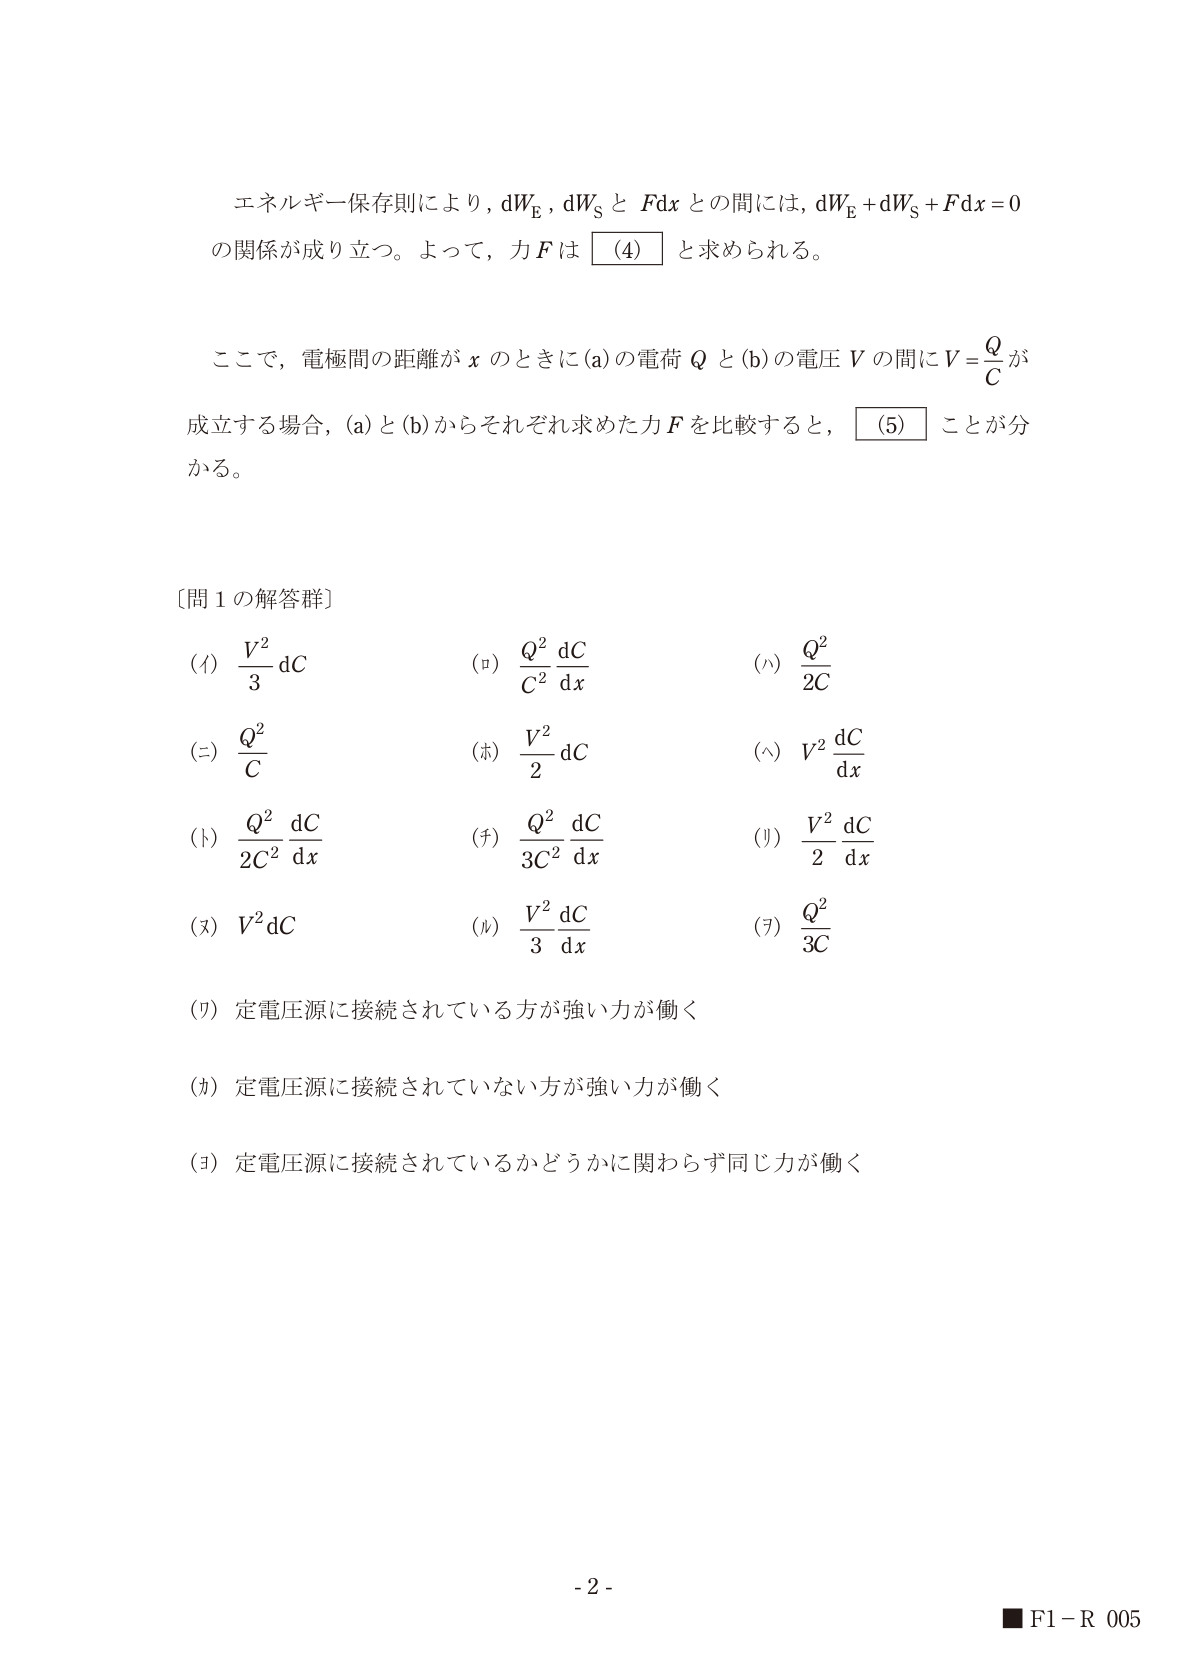 エネルギー保存則により，dW_E，dW_S と Fdx との間には，dW_E＋dW_S＋Fdx＝0
の関係が成り立つ。よって，力 F は (4) と求められる。
ここで，電極間の距離が x のときに(a)の電荷 Q と(b)の電圧 V の間に V＝Q/C が
成立する場合，(a)と(b)からそれぞれ求めた力 F を比較すると， (5) ことが分
かる。
〔問１の解答群〕
(ｲ) V²/3 dC (ﾛ) Q²/C² dC/dx (ﾊ) Q²/2C
(ﾆ) Q²/C (ﾎ) V²/2 dC (ﾍ) V² dC/dx
(ﾄ) Q²/2C² dC/dx (ﾁ) Q²/3C² dC/dx (ﾘ) V²/2 dC/dx
(ﾇ) V²dC (ﾙ) V²/3 dC/dx (ｦ) Q²/3C
(ﾜ) 定電圧源に接続されている方が強い力が働く
(ｶ) 定電圧源に接続されていない方が強い力が働く
(ﾖ) 定電圧源に接続されているかどうかに関わらず同じ力が働く
- 2 -
■ F1－R 005